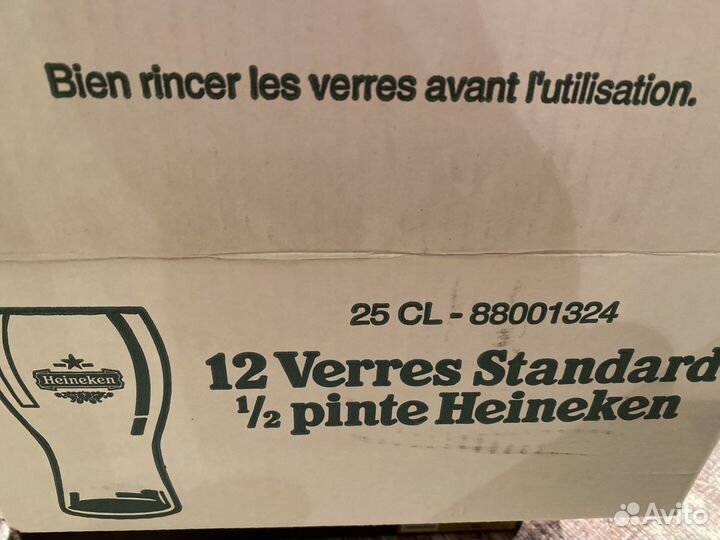 Bien rincer les verres avant l'utilisation.
25 CL - 88001324
12 Verres Standard
1/2 pinte Heineken
Heineken
Avito